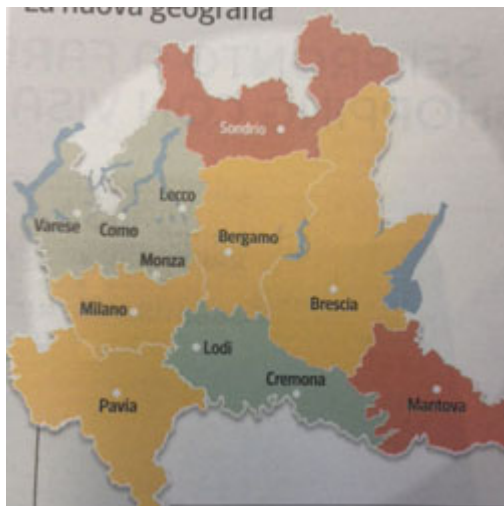 La nuova geografia
Sondrio
Lecco
Varese
Como
Bergamo
Monza
Milano
Brescia
Lodi
Cremona
Pavia
Mantova